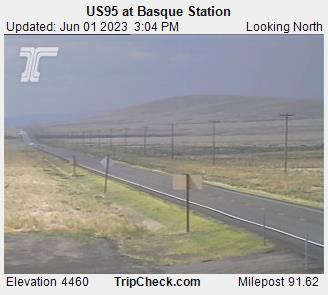 US95 at Basque Station
Updated: Jun 01 2023 3:04 PM Looking North
Elevation 4460 TripCheck.com Milepost 91.62